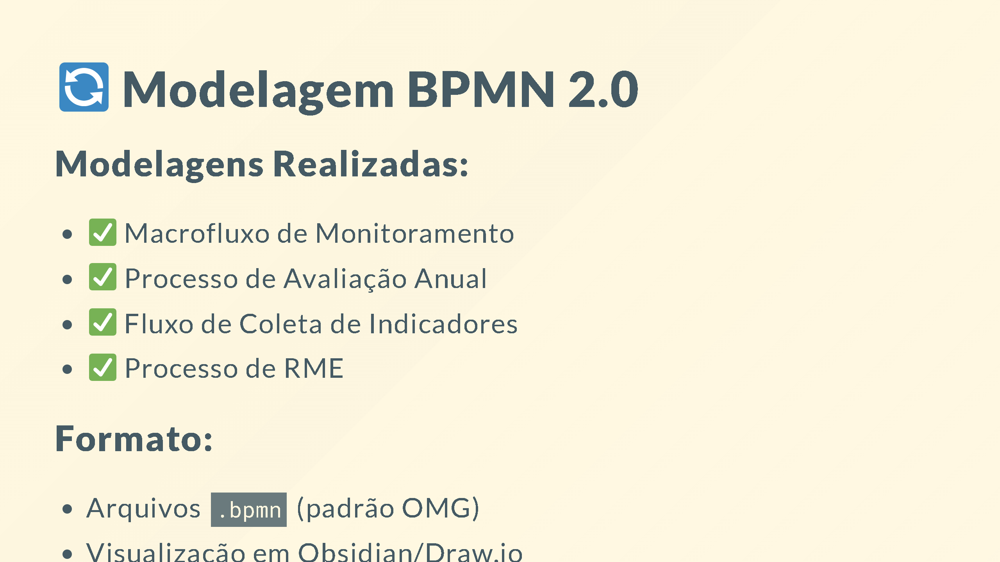 🔄 Modelagem BPMN 2.0
Modelagens Realizadas:
• ✅ Macrofluxo de Monitoramento
• ✅ Processo de Avaliação Anual
• ✅ Fluxo de Coleta de Indicadores
• ✅ Processo de RME
Formato:
• Arquivos .bpmn (padrão OMG)
• Visualização em Obsidian/Draw.io